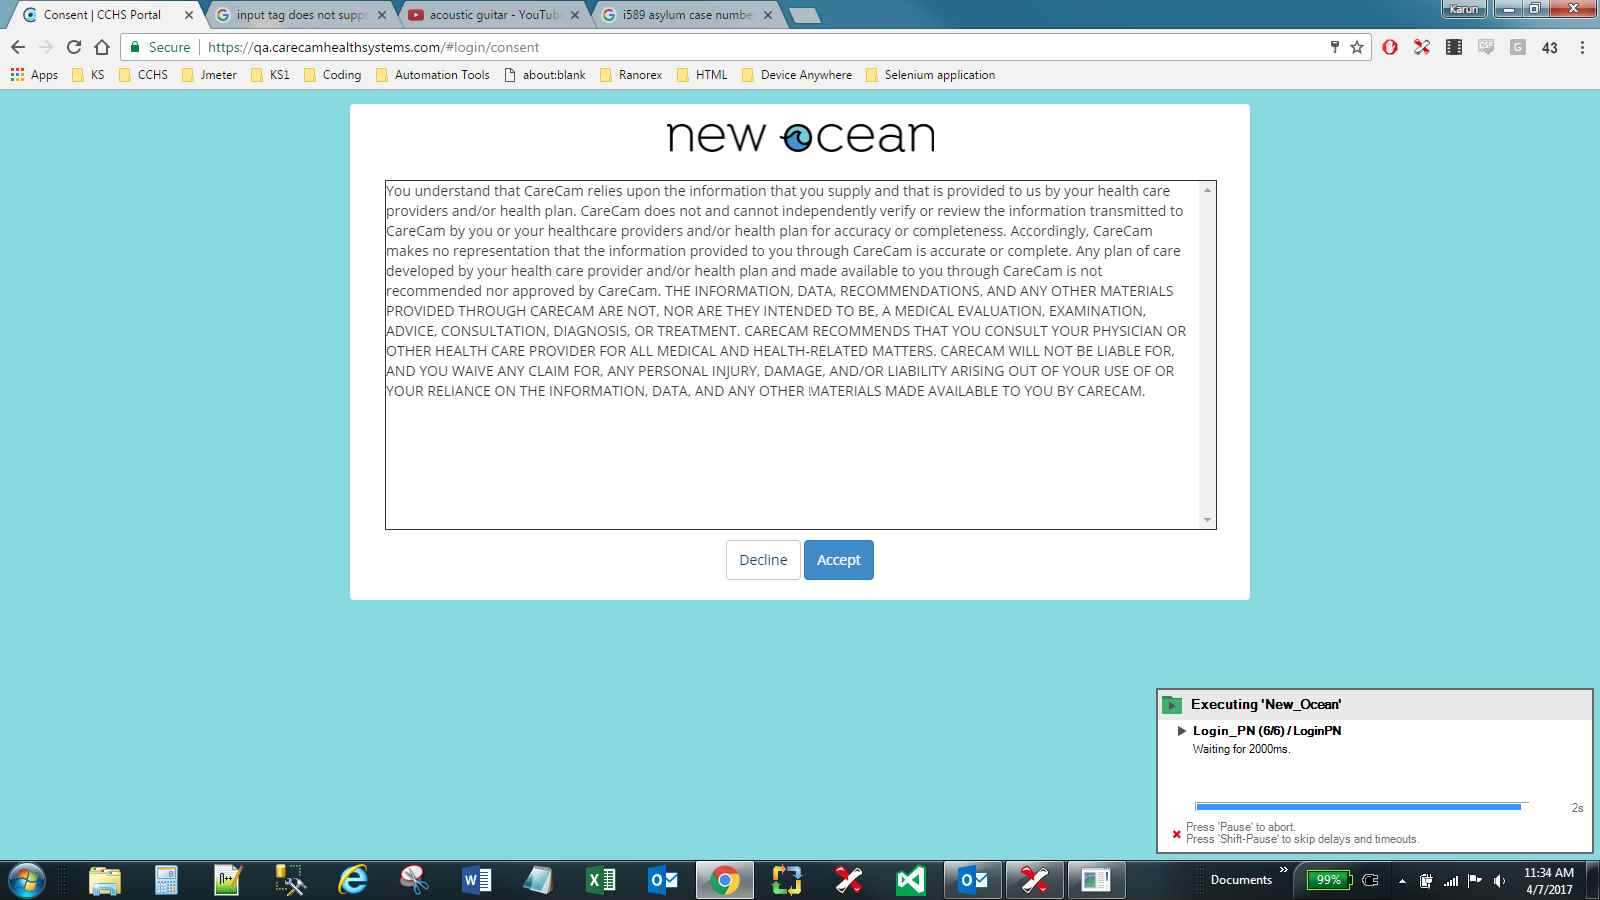 Consent | CCHS Portal
input tag does not supp
acoustic guitar - YouTube
i589 asylum case numbe
Karun
Secure
https://qa.carecamhealthsystems.com/#login/consent
43
Apps
KS
CCHS
Jmeter
KS1
Coding
Automation Tools
about:blank
Ranorex
HTML
Device Anywhere
Selenium application
new ocean
You understand that CareCam relies upon the information that you supply and that is provided to us by your health care
providers and/or health plan. CareCam does not and cannot independently verify or review the information transmitted to
CareCam by you or your healthcare providers and/or health plan for accuracy or completeness. Accordingly, CareCam
makes no representation that the information provided to you through CareCam is accurate or complete. Any plan of care
developed by your health care provider and/or health plan and made available to you through CareCam is not
recommended nor approved by CareCam. THE INFORMATION, DATA, RECOMMENDATIONS, AND ANY OTHER MATERIALS
PROVIDED THROUGH CARECAM ARE NOT, NOR ARE THEY INTENDED TO BE, A MEDICAL EVALUATION, EXAMINATION,
ADVICE, CONSULTATION, DIAGNOSIS, OR TREATMENT. CARECAM RECOMMENDS THAT YOU CONSULT YOUR PHYSICIAN OR
OTHER HEALTH CARE PROVIDER FOR ALL MEDICAL AND HEALTH-RELATED MATTERS. CARECAM WILL NOT BE LIABLE FOR,
AND YOU WAIVE ANY CLAIM FOR, ANY PERSONAL INJURY, DAMAGE, AND/OR LIABILITY ARISING OUT OF YOUR USE OF OR
YOUR RELIANCE ON THE INFORMATION, DATA, AND ANY OTHER MATERIALS MADE AVAILABLE TO YOU BY CARECAM.
Decline
Accept
Executing 'New_Ocean'
Login_PN (6/6) / LoginPN
Waiting for 2000ms.
2s
Press 'Pause' to abort.
Press 'Shift-Pause' to skip delays and timeouts.
Documents
99%
11:34 AM
4/7/2017